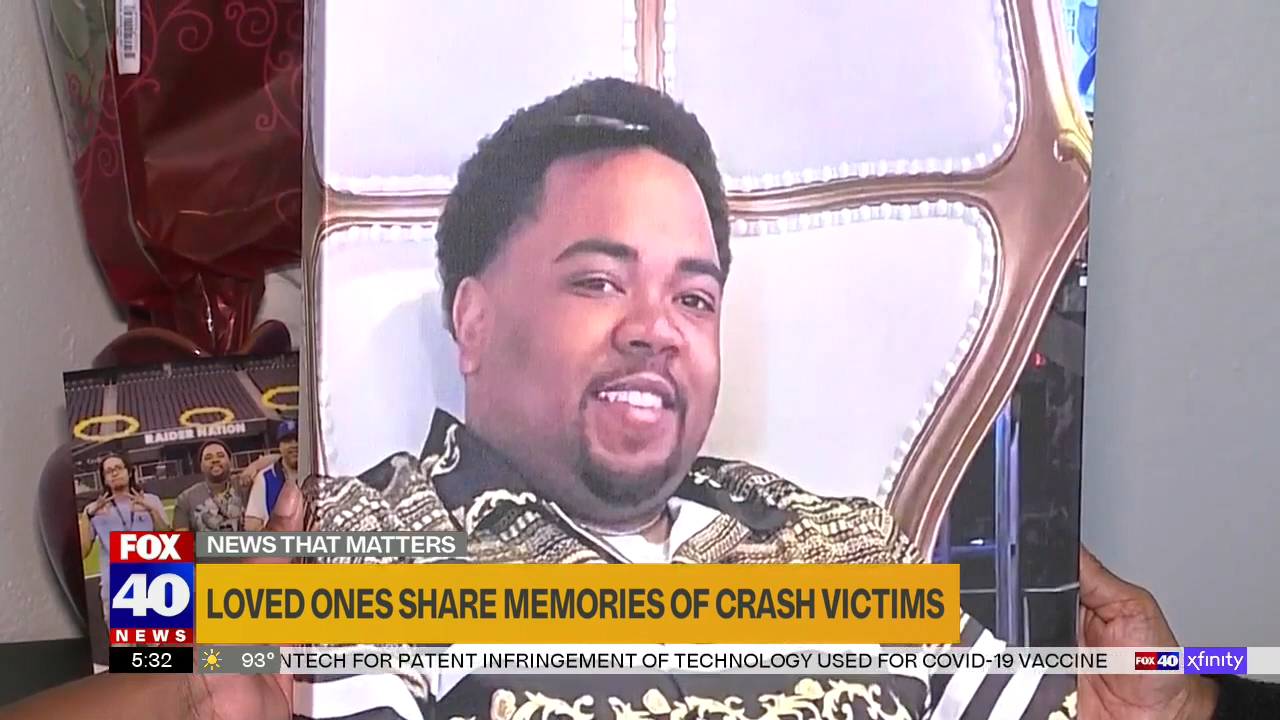 RAIDER NATION
FOX
40
NEWS
NEWS THAT MATTERS
LOVED ONES SHARE MEMORIES OF CRASH VICTIMS
5:32
93°
NTECH FOR PATENT INFRINGEMENT OF TECHNOLOGY USED FOR COVID-19 VACCINE
FOX 40
xfinity